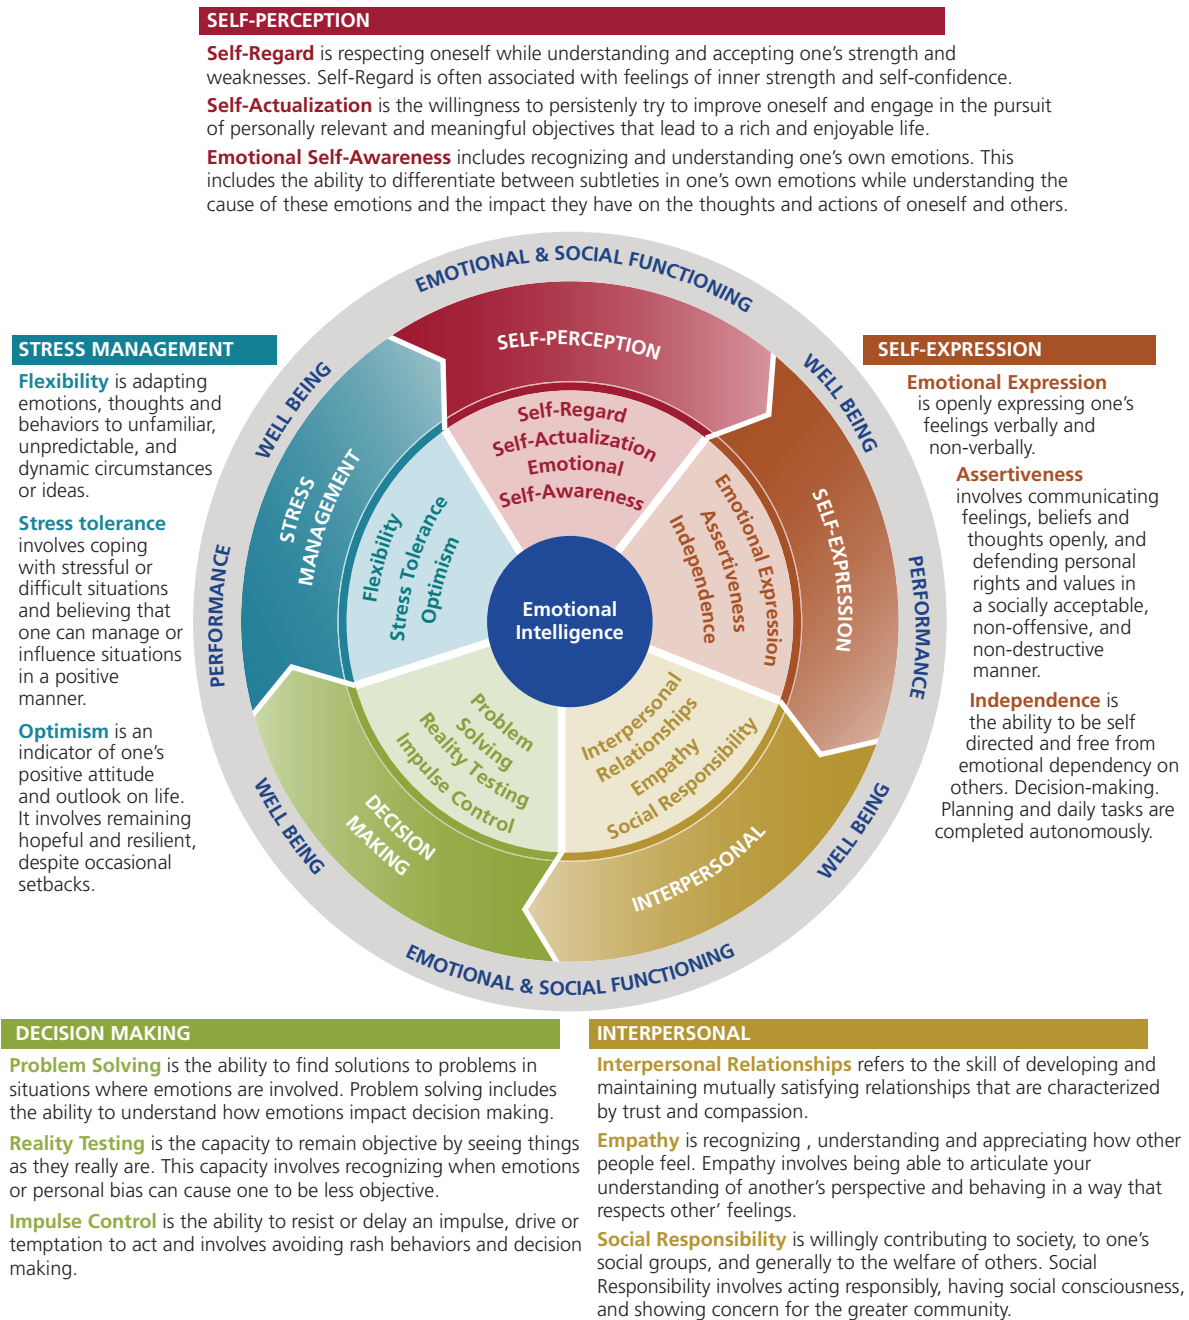 SELF-PERCEPTION
Self-Regard is respecting oneself while understanding and accepting one’s strength and
weaknesses. Self-Regard is often associated with feelings of inner strength and self-confidence.
Self-Actualization is the willingness to persistenly try to improve oneself and engage in the pursuit
of personally relevant and meaningful objectives that lead to a rich and enjoyable life.
Emotional Self-Awareness includes recognizing and understanding one’s own emotions. This
includes the ability to differentiate between subtleties in one’s own emotions while understanding the
cause of these emotions and the impact they have on the thoughts and actions of oneself and others.
STRESS MANAGEMENT
Flexibility is adapting
emotions, thoughts and
behaviors to unfamiliar,
unpredictable, and
dynamic circumstances
or ideas.
Stress tolerance
involves coping
with stressful or
difficult situations
and believing that
one can manage or
influence situations
in a positive
manner.
Optimism is an
indicator of one’s
positive attitude
and outlook on life.
It involves remaining
hopeful and resilient,
despite occasional
setbacks.
EMOTIONAL & SOCIAL FUNCTIONING
WELL BEING
PERFORMANCE
WELL BEING
EMOTIONAL & SOCIAL FUNCTIONING
WELL BEING
PERFORMANCE
WELL BEING
SELF-PERCEPTION
Self-Regard
Self-Actualization
Emotional
Self-Awareness
SELF-EXPRESSION
Emotional Expression
Assertiveness
Independence
INTERPERSONAL
Interpersonal
Relationships
Empathy
Social Responsibility
DECISION
MAKING
Problem
Solving
Reality Testing
Impulse Control
STRESS
MANAGEMENT
Flexibility
Stress Tolerance
Optimism
Emotional
Intelligence
SELF-EXPRESSION
Emotional Expression
is openly expressing one’s
feelings verbally and
non-verbally.
Assertiveness
involves communicating
feelings, beliefs and
thoughts openly, and
defending personal
rights and values in
a socially acceptable,
non-offensive, and
non-destructive
manner.
Independence is
the ability to be self
directed and free from
emotional dependency on
others. Decision-making.
Planning and daily tasks are
completed autonomously.
DECISION MAKING
Problem Solving is the ability to find solutions to problems in
situations where emotions are involved. Problem solving includes
the ability to understand how emotions impact decision making.
Reality Testing is the capacity to remain objective by seeing things
as they really are. This capacity involves recognizing when emotions
or personal bias can cause one to be less objective.
Impulse Control is the ability to resist or delay an impulse, drive or
temptation to act and involves avoiding rash behaviors and decision
making.
INTERPERSONAL
Interpersonal Relationships refers to the skill of developing and
maintaining mutually satisfying relationships that are characterized
by trust and compassion.
Empathy is recognizing , understanding and appreciating how other
people feel. Empathy involves being able to articulate your
understanding of another’s perspective and behaving in a way that
respects other’ feelings.
Social Responsibility is willingly contributing to society, to one’s
social groups, and generally to the welfare of others. Social
Responsibility involves acting responsibly, having social consciousness,
and showing concern for the greater community.